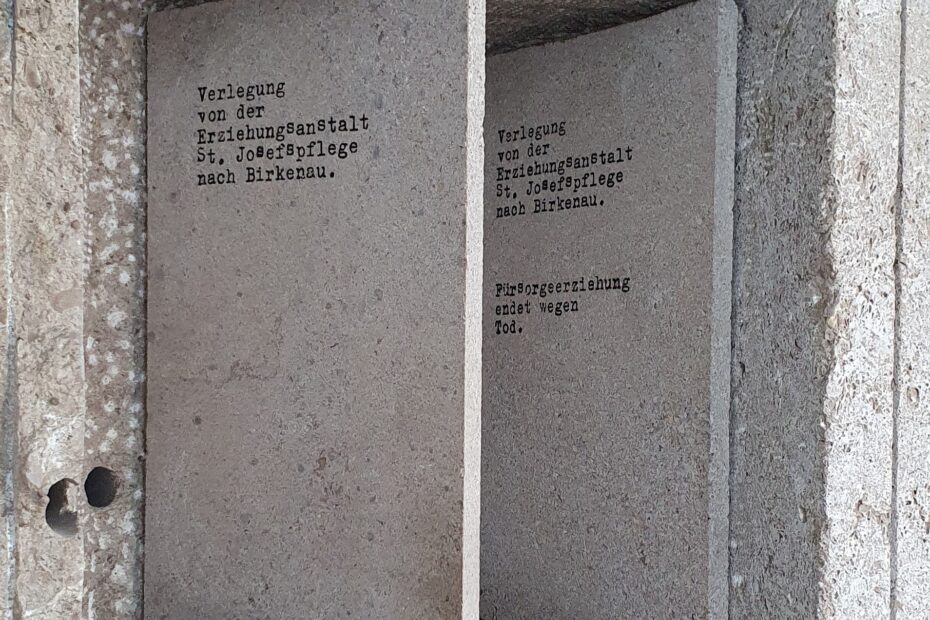 Verlegung
von der
Erziehungsanstalt
St. Josefspflege
nach Birkenau.
Verlegung
von der
Erziehungsanstalt
St. Josefspflege
nach Birkenau.
Fürsorgeerziehung
endet wegen
Tod.